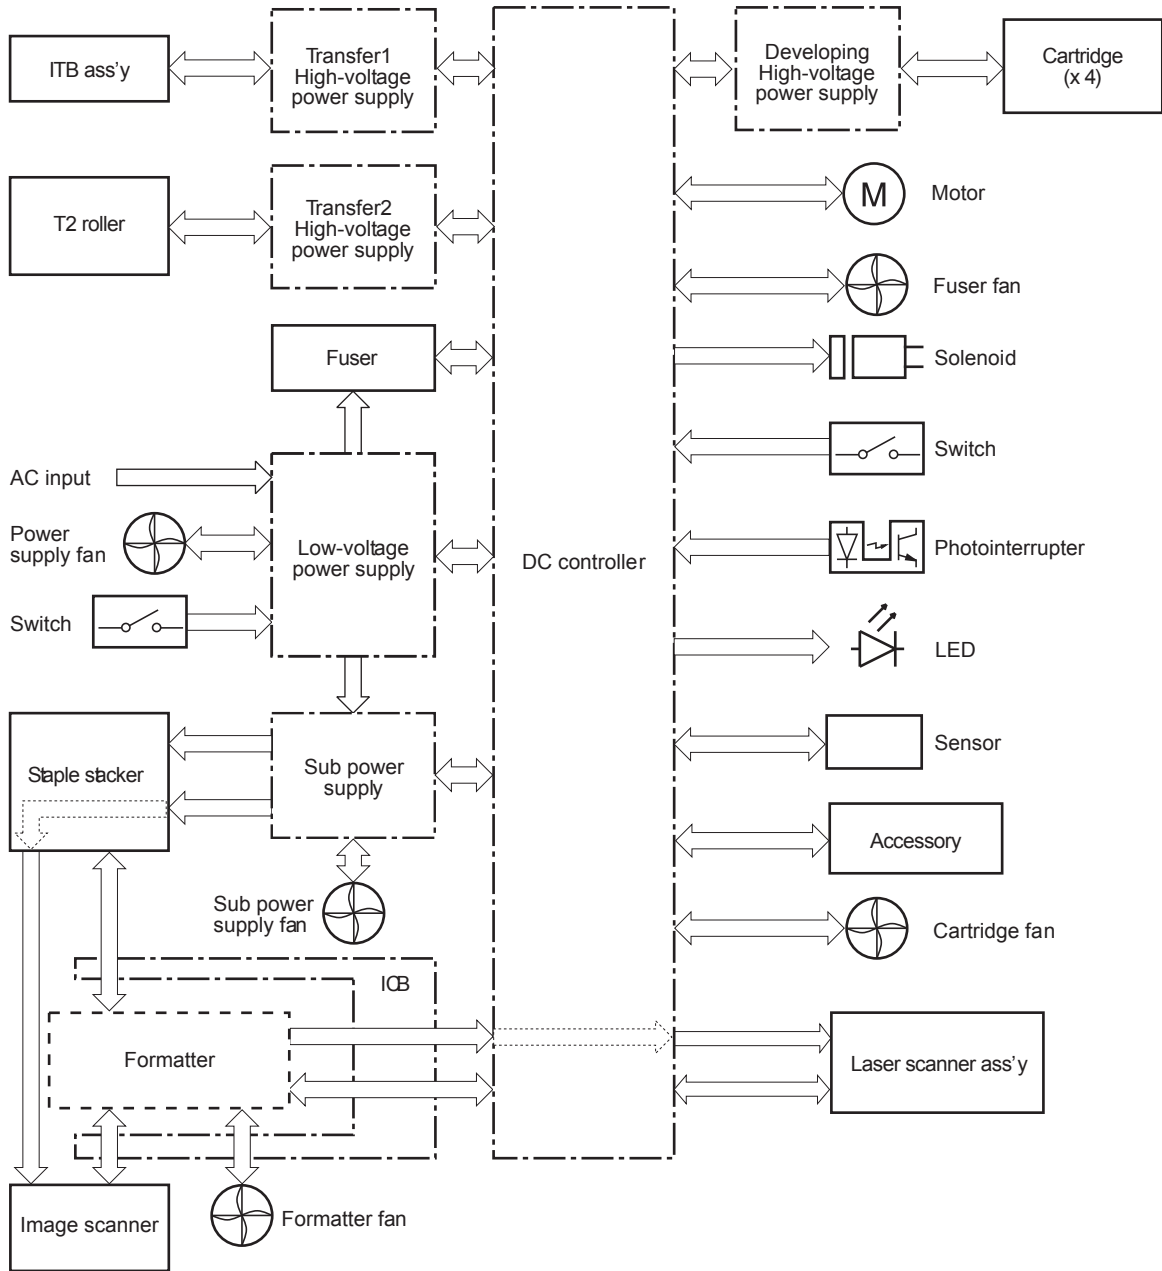 ITB ass'y
Transfer1
High-voltage
power supply
Developing
High-voltage
power supply
Cartridge
(x 4)
T2 roller
Transfer2
High-voltage
power supply
M
Motor
Fuser fan
Fuser
Solenoid
AC input
Switch
Power
supply fan
Low-voltage
power supply
DC controller
Photointerrupter
Switch
LED
Staple stacker
Sub power
supply
Sensor
Accessory
Sub power
supply fan
Cartridge fan
ICB
Formatter
Laser scanner ass'y
Image scanner
Formatter fan